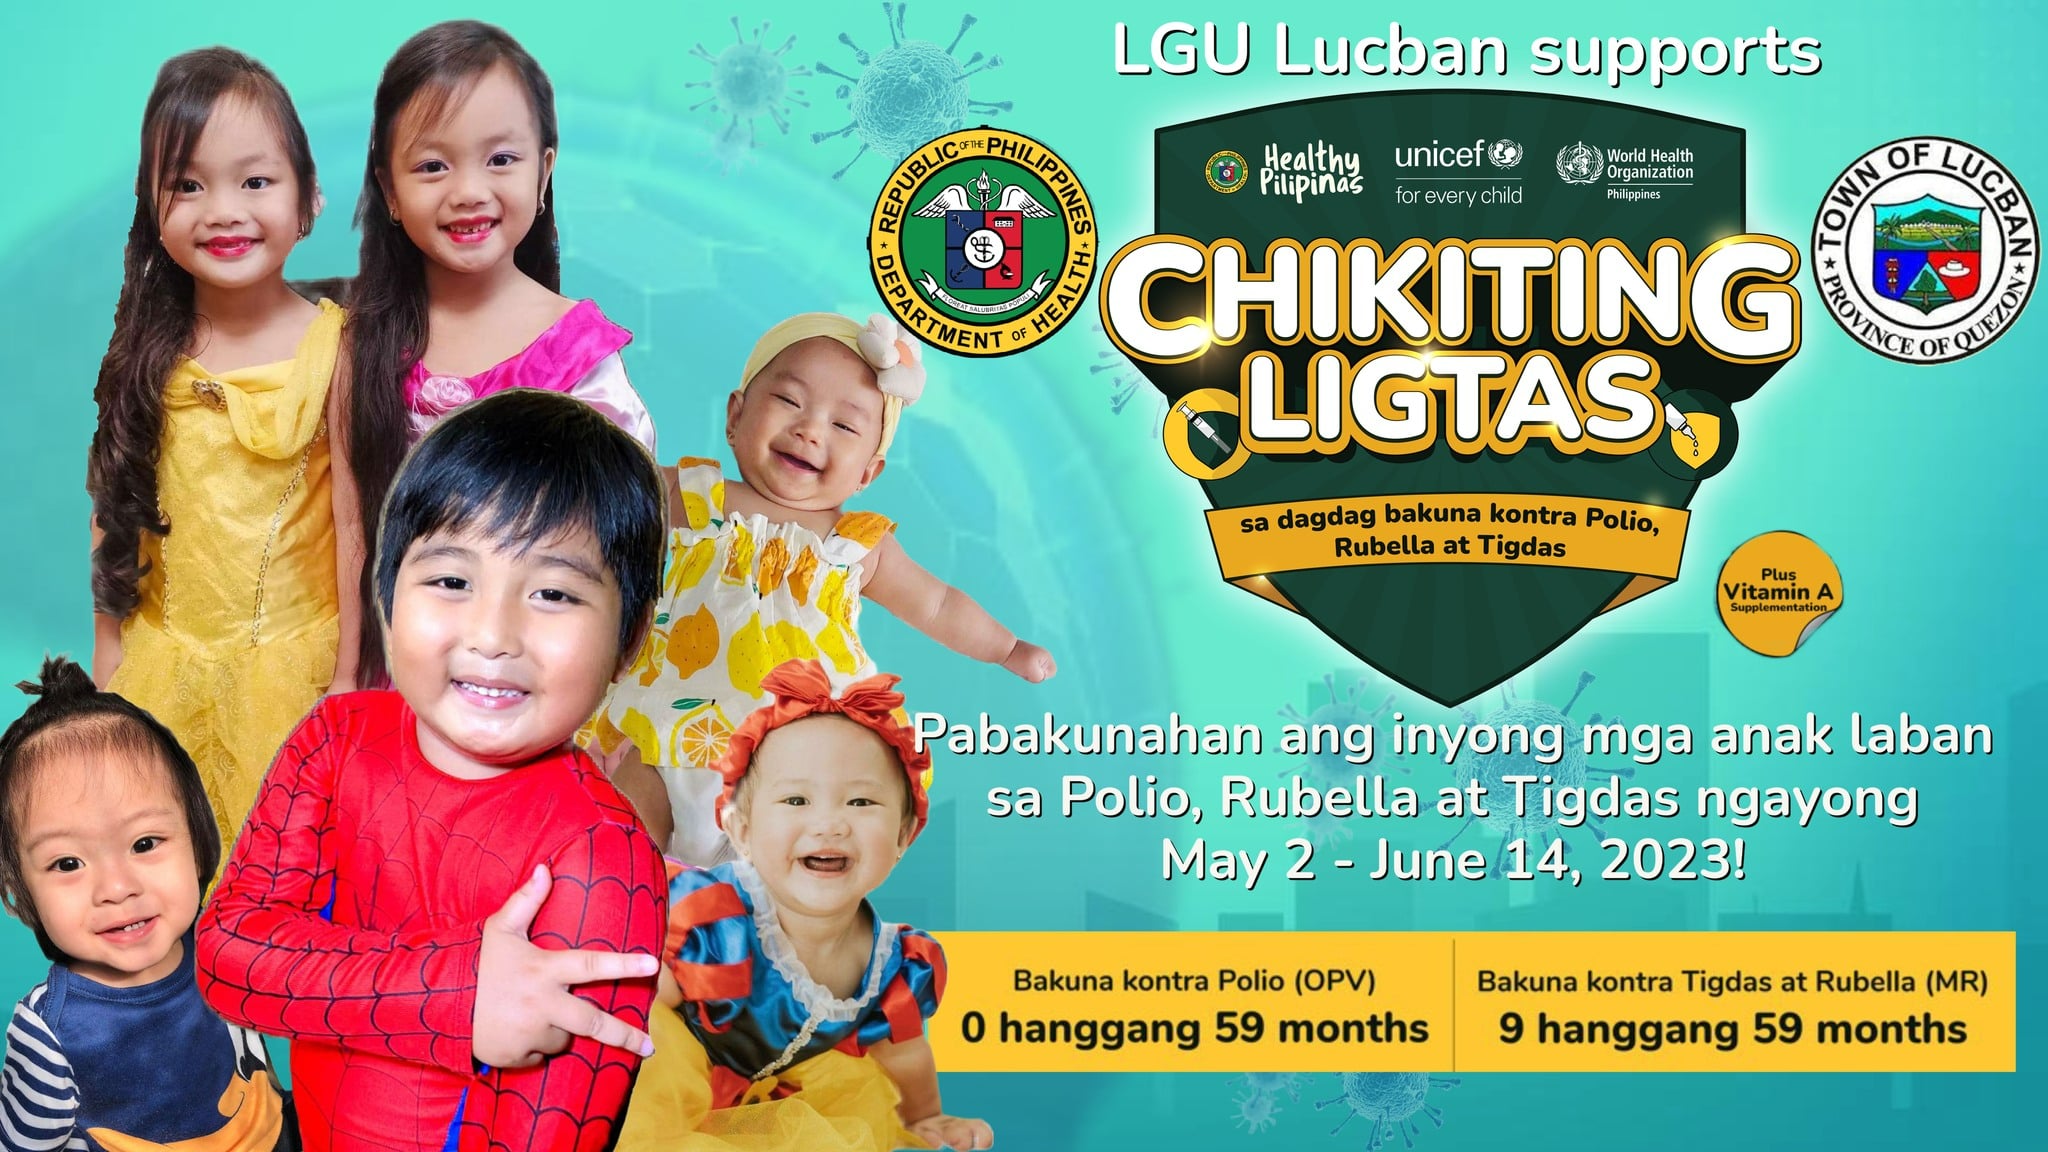 LGU Lucban supports
REPUBLIC OF THE PHILIPPINES
DEPARTMENT OF HEALTH
FLOREAT SALUBRITAS POPULI
Healthy
Pilipinas
unicef
for every child
World Health
Organization
Philippines
TOWN OF LUCBAN
PROVINCE OF QUEZON
CHIKITING
LIGTAS
sa dagdag bakuna kontra Polio,
Rubella at Tigdas
Plus
Vitamin A
Supplementation
Pabakunahan ang inyong mga anak laban
sa Polio, Rubella at Tigdas ngayong
May 2 - June 14, 2023!
Bakuna kontra Polio (OPV)
0 hanggang 59 months
Bakuna kontra Tigdas at Rubella (MR)
9 hanggang 59 months